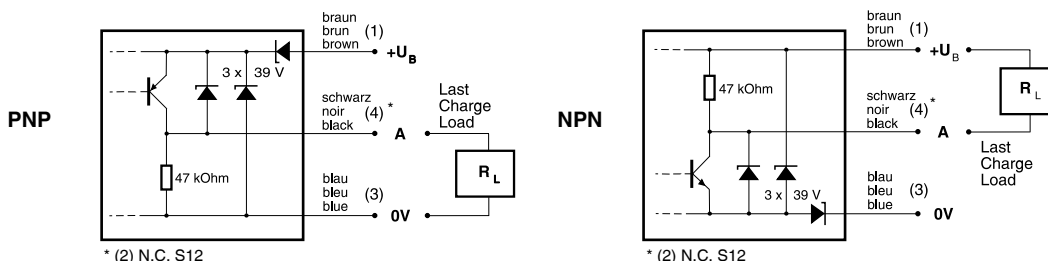 PNP
braun
brun
brown
(1)
+U_B
3 x 39 V
schwarz
noir
black
(4)*
A
Last
Charge
Load
47 kOhm
R_L
blau
bleu
blue
(3)
0V
* (2) N.C. S12
NPN
braun
brun
brown
(1)
+U_B
47 kOhm
R_L
schwarz
noir
black
(4)*
A
Last
Charge
Load
3 x 39 V
blau
bleu
blue
(3)
0V
* (2) N.C. S12